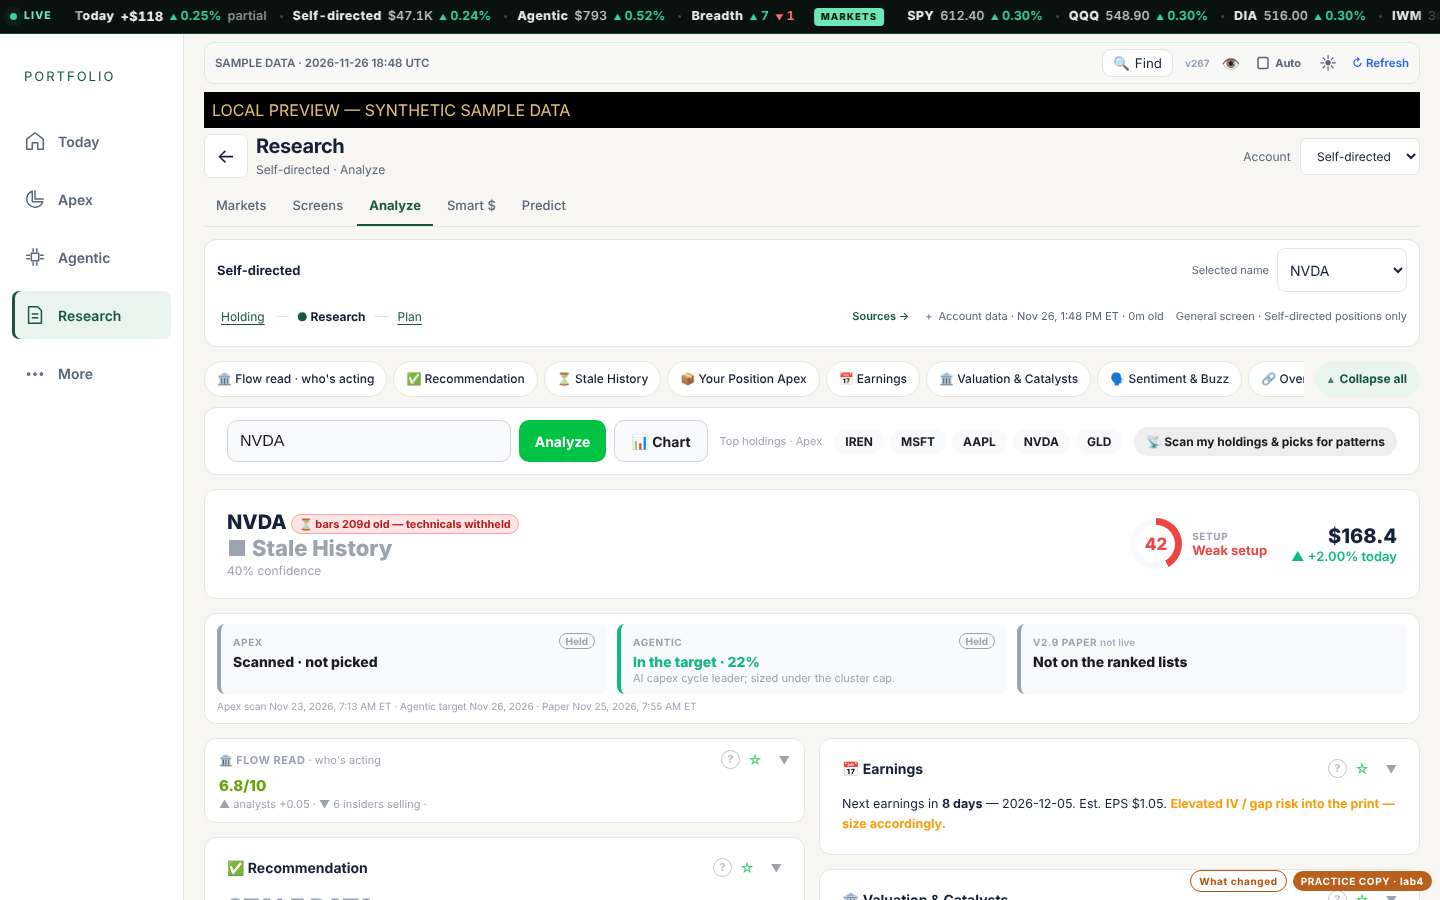 LIVE Today +$118 ▲0.25% partial · Self-directed $47.1K ▲0.24% · Agentic $793 ▲0.52% · Breadth ▲7 ▼1 MARKETS SPY 612.40 ▲0.30% · QQQ 548.90 ▲0.30% · DIA 516.00 ▲0.30% · IWM
PORTFOLIO
Today
Apex
Agentic
Research
More
SAMPLE DATA · 2026-11-26 18:48 UTC
Find v267 Auto Refresh
LOCAL PREVIEW — SYNTHETIC SAMPLE DATA
Research
Self-directed · Analyze
Account Self-directed
Markets Screens Analyze Smart $ Predict
Self-directed
Selected name NVDA
Holding Research Plan
Sources → + Account data · Nov 26, 1:48 PM ET · 0m old General screen · Self-directed positions only
Flow read · who's acting Recommendation Stale History Your Position Apex Earnings Valuation & Catalysts Sentiment & Buzz Over ▲ Collapse all
NVDA Analyze Chart Top holdings · Apex IREN MSFT AAPL NVDA GLD Scan my holdings & picks for patterns
NVDA bars 209d old — technicals withheld
Stale History
40% confidence
42 SETUP
Weak setup
$168.4
▲ +2.00% today
APEX Held
Scanned · not picked
AGENTIC Held
In the target · 22%
AI capex cycle leader; sized under the cluster cap.
V2.9 PAPER not live
Not on the ranked lists
Apex scan Nov 23, 2026, 7:13 AM ET · Agentic target Nov 26, 2026 · Paper Nov 25, 2026, 7:55 AM ET
FLOW READ · who's acting ? ☆ ▼
6.8/10
▲ analysts +0.05 · ▼ 6 insiders selling ·
Earnings ? ☆ ▼
Next earnings in 8 days — 2026-12-05. Est. EPS $1.05. Elevated IV / gap risk into the print —
size accordingly.
Recommendation ? ☆ ▼
Valuation & Catalysts
What changed PRACTICE COPY · lab4